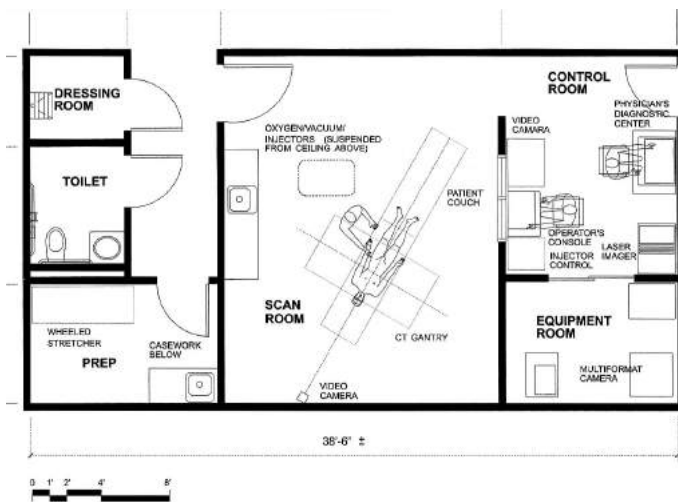 DRESSING
ROOM
TOILET
WHEELED
STRETCHER
PREP
CASEWORK
BELOW
OXYGEN/VACUUM/
INJECTORS (SUSPENDED
FROM CEILING ABOVE)
PATIENT
COUCH
SCAN
ROOM
CT GANTRY
VIDEO
CAMERA
CONTROL
ROOM
VIDEO
CAMARA
PHYSICIAN'S
DIAGNOSTIC
CENTER
OPERATOR'S
CONSOLE
INJECTOR
CONTROL
LASER
IMAGER
EQUIPMENT
ROOM
MULTIFORMAT
CAMERA
38'-6" ±
0 1' 2' 4' 8'